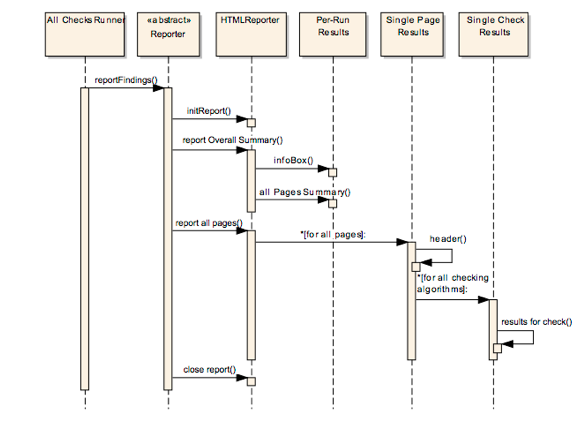 All Checks Runner
«abstract»
Reporter
HTMLReporter
Per-Run
Results
Single Page
Results
Single Check
Results
reportFindings()
initReport()
report Overall Summary()
infoBox()
all Pages Summary()
report all pages()
*[for all pages]:
header()
*[for all checking
algorithms]:
results for check()
close report()